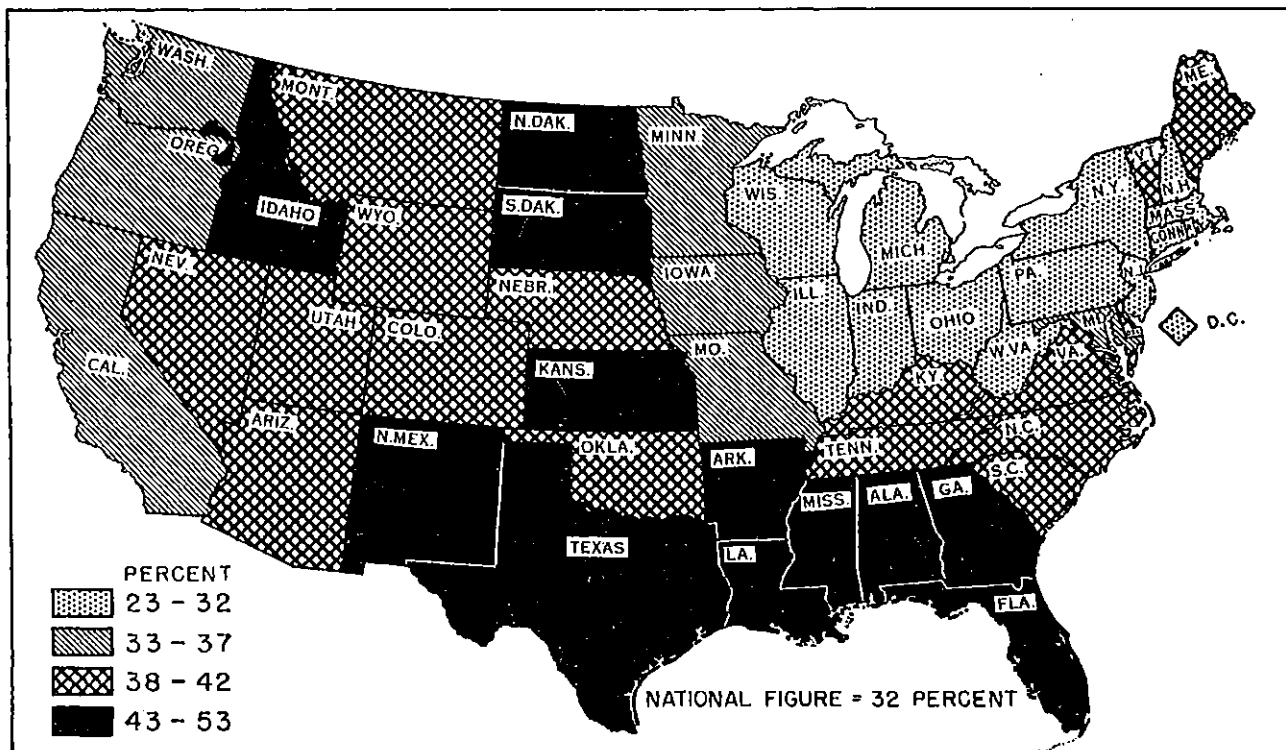 WASH.
MONT.
N.DAK.
MINN.
ME.
OREG.
IDAHO
WYO.
S.DAK.
WIS.
MICH.
N.Y.
VT.
N.H.
MASS.
CONN.
R.I.
NEV.
UTAH
COLO.
NEBR.
IOWA
ILL.
IND.
OHIO
PA.
N.J.
D.C.
CAL.
KANS.
MO.
KY.
W.VA.
VA.
MD.
DEL.
ARIZ.
N.MEX.
OKLA.
ARK.
TENN.
N.C.
S.C.
TEXAS
LA.
MISS.
ALA.
GA.
FLA.
PERCENT
23 - 32
33 - 37
38 - 42
43 - 53
NATIONAL FIGURE = 32 PERCENT